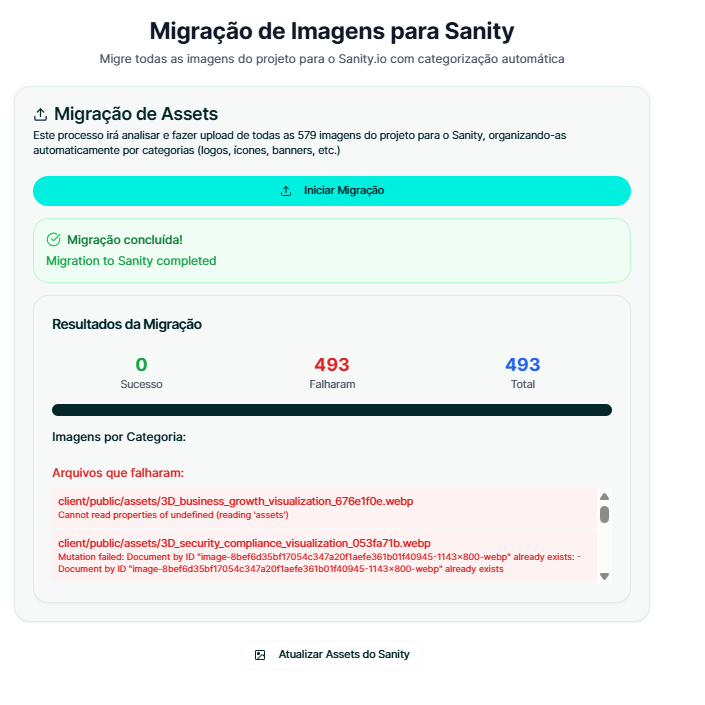 Migração de Imagens para Sanity
Migre todas as imagens do projeto para o Sanity.io com categorização automática
Migração de Assets
Este processo irá analisar e fazer upload de todas as 579 imagens do projeto para o Sanity, organizando-as
automaticamente por categorias (logos, ícones, banners, etc.)
Iniciar Migração
Migração concluída!
Migration to Sanity completed
Resultados da Migração
0
Sucesso
493
Falharam
493
Total
Imagens por Categoria:
Arquivos que falharam:
client/public/assets/3D_business_growth_visualization_676e1f0e.webp
Cannot read properties of undefined (reading 'assets')
client/public/assets/3D_security_compliance_visualization_053fa71b.webp
Mutation failed: Document by ID "image-8bef6d35bf17054c347a20f1aefe361b01f40945-1143x800-webp" already exists: -
Document by ID "image-8bef6d35bf17054c347a20f1aefe361b01f40945-1143x800-webp" already exists
Atualizar Assets do Sanity